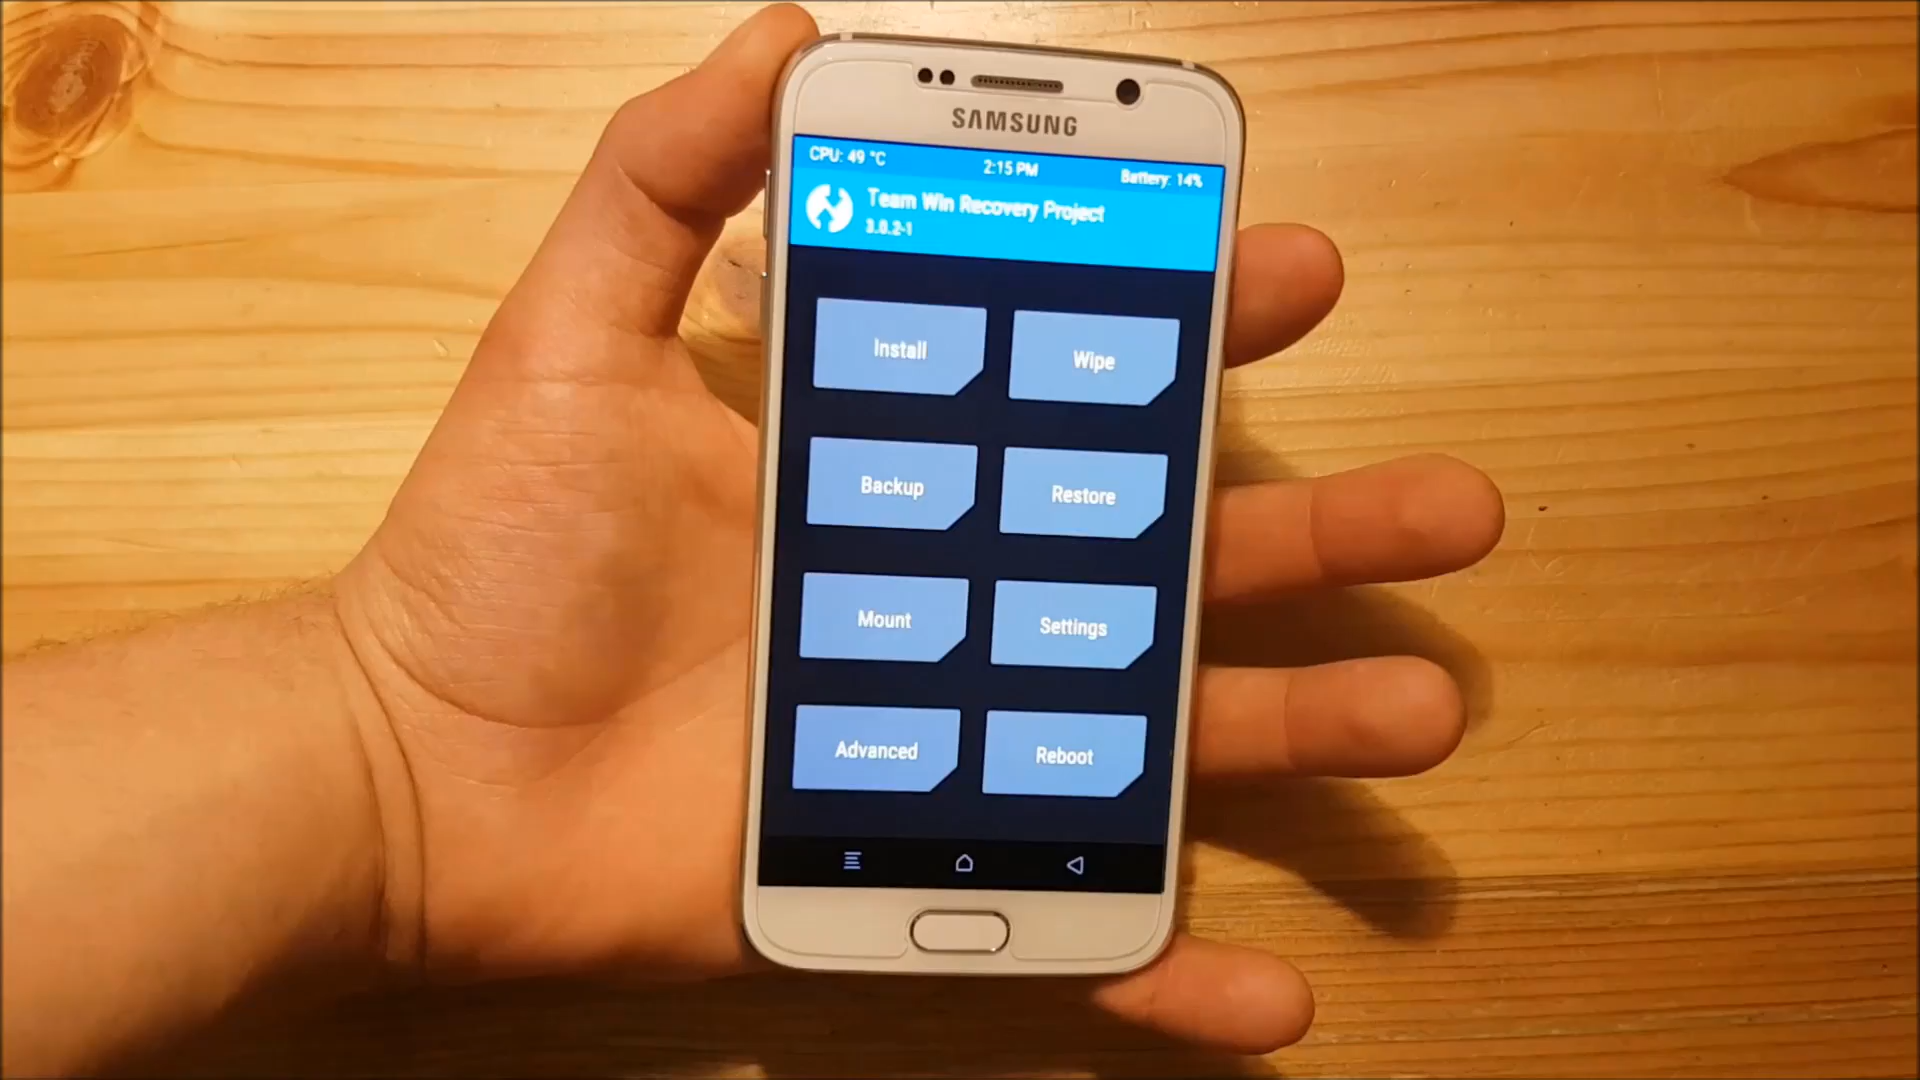 SAMSUNG
CPU: 49 °C 2:15 PM Battery: 14%
Team Win Recovery Project
3.0.2-1
Install Wipe
Backup Restore
Mount Settings
Advanced Reboot